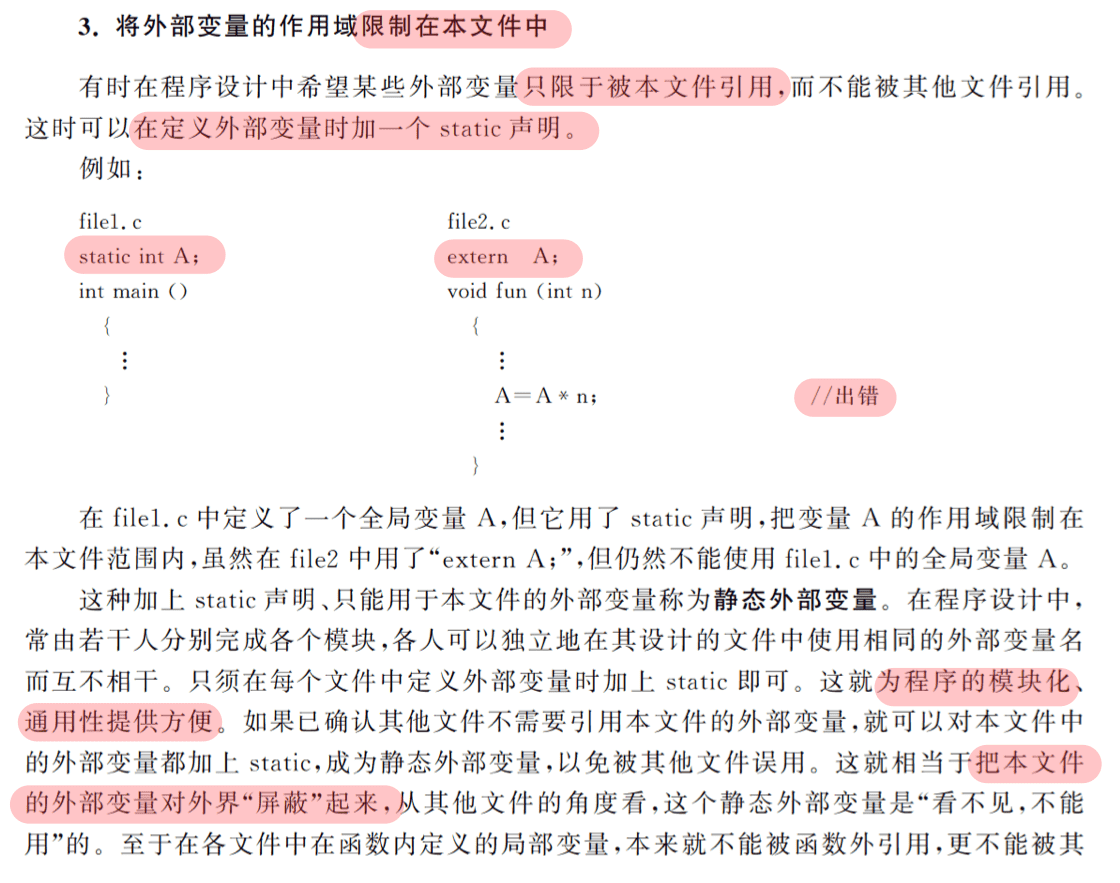 3. 将外部变量的作用域限制在本文件中
有时在程序设计中希望某些外部变量只限于被本文件引用,而不能被其他文件引用。
这时可以在定义外部变量时加一个 static 声明。
例如:
file1.c
static int A;
int main ()
{
⋮
}
file2.c
extern A;
void fun (int n)
{
⋮
A=A * n; //出错
⋮
}
在 file1.c 中定义了一个全局变量 A,但它用了 static 声明,把变量 A 的作用域限制在
本文件范围内,虽然在 file2 中用了“extern A;”,但仍然不能使用 file1.c 中的全局变量 A。
这种加上 static 声明、只能用于本文件的外部变量称为静态外部变量。在程序设计中,
常由若干人分别完成各个模块,各人可以独立地在其设计的文件中使用相同的外部变量名
而互不相干。只须在每个文件中定义外部变量时加上 static 即可。这就为程序的模块化、
通用性提供方便。如果已确认其他文件不需要引用本文件的外部变量,就可以对本文件中
的外部变量都加上 static,成为静态外部变量,以免被其他文件误用。这就相当于把本文件
的外部变量对外界“屏蔽”起来,从其他文件的角度看,这个静态外部变量是“看不见,不能
用”的。至于在各文件中在函数内定义的局部变量,本来就不能被函数外引用,更不能被其